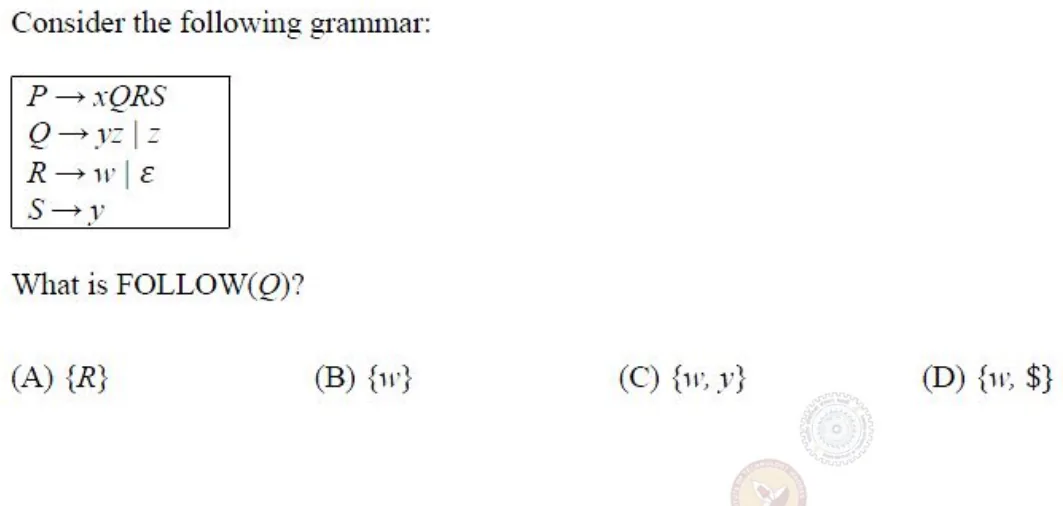 Consider the following grammar:
P → xQRS
Q → yz | z
R → w | ε
S → y
What is FOLLOW(Q)?
(A) {R} (B) {w} (C) {w, y} (D) {w, $}